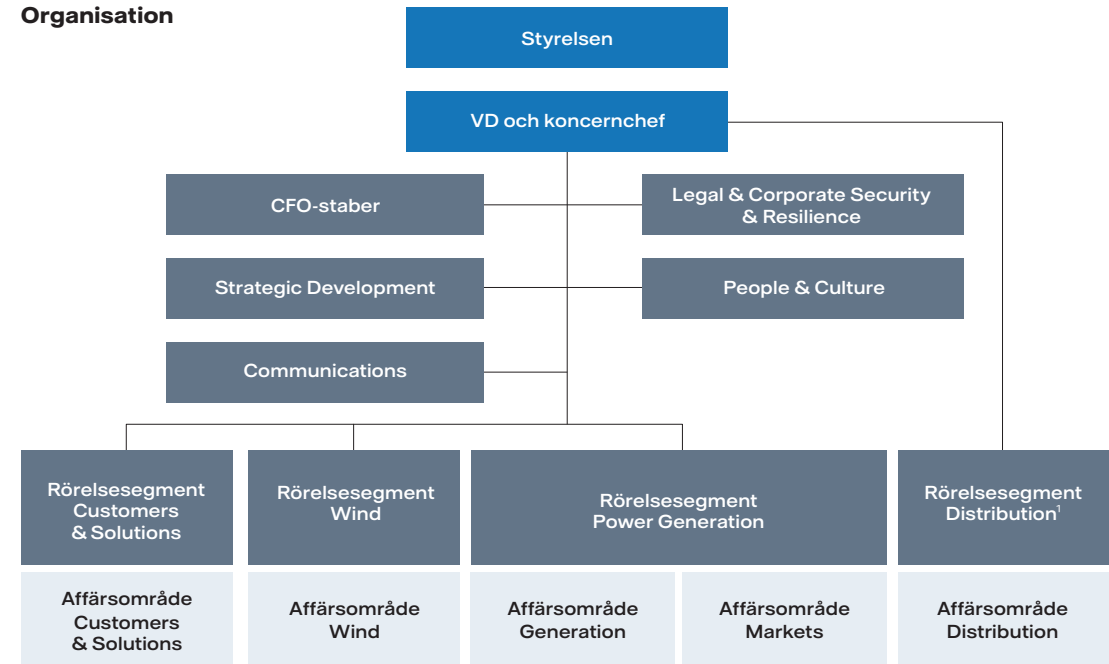 Organisation
Styrelsen
VD och koncernchef
CFO-staber
Legal & Corporate Security
& Resilience
Strategic Development
People & Culture
Communications
Rörelsesegment
Customers
& Solutions
Rörelsesegment
Wind
Rörelsesegment
Power Generation
Rörelsesegment
Distribution¹
Affärsområde
Customers
& Solutions
Affärsområde
Wind
Affärsområde
Generation
Affärsområde
Markets
Affärsområde
Distribution